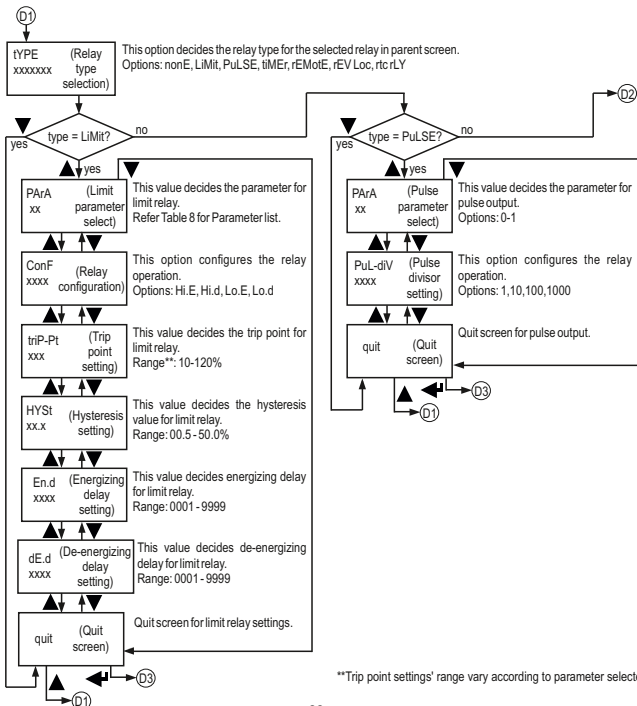 D1
tYPE (Relay
xxxxxxx type
selection)
This option decides the relay type for the selected relay in parent screen.
Options: nonE, LiMit, PuLSE, tiMEr, rEMotE, rEV Loc, rtc rLY
type = LiMit?
no
yes
yes
PArA (Limit
xx parameter
select)
This value decides the parameter for
limit relay.
Refer Table 8 for Parameter list.
ConF (Relay
xxxx configuration)
This option configures the relay
operation.
Options: Hi.E, Hi.d, Lo.E, Lo.d
triP-Pt (Trip
xxx point
setting)
This value decides the trip point for
limit relay.
Range**: 10-120%
HYSt (Hysteresis
xx.x setting)
This value decides the hysteresis
value for limit relay.
Range: 00.5 - 50.0%
En.d (Energizing
xxxx delay
setting)
This value decides energizing delay
for limit relay.
Range: 0001 - 9999
dE.d (De-energizing
xxxx delay
setting)
This value decides de-energizing
delay for limit relay.
Range: 0001 - 9999
quit (Quit
screen)
Quit screen for limit relay settings.
D3
D1
D2
type = PuLSE?
no
yes
yes
PArA (Pulse
xx parameter
select)
This value decides the parameter for
pulse output.
Options: 0-1
PuL-diV (Pulse
xxxx divisor
setting)
This option configures the relay
operation.
Options: 1,10,100,1000
quit (Quit
screen)
Quit screen for pulse output.
D3
D1
**Trip point settings' range vary according to parameter selecte